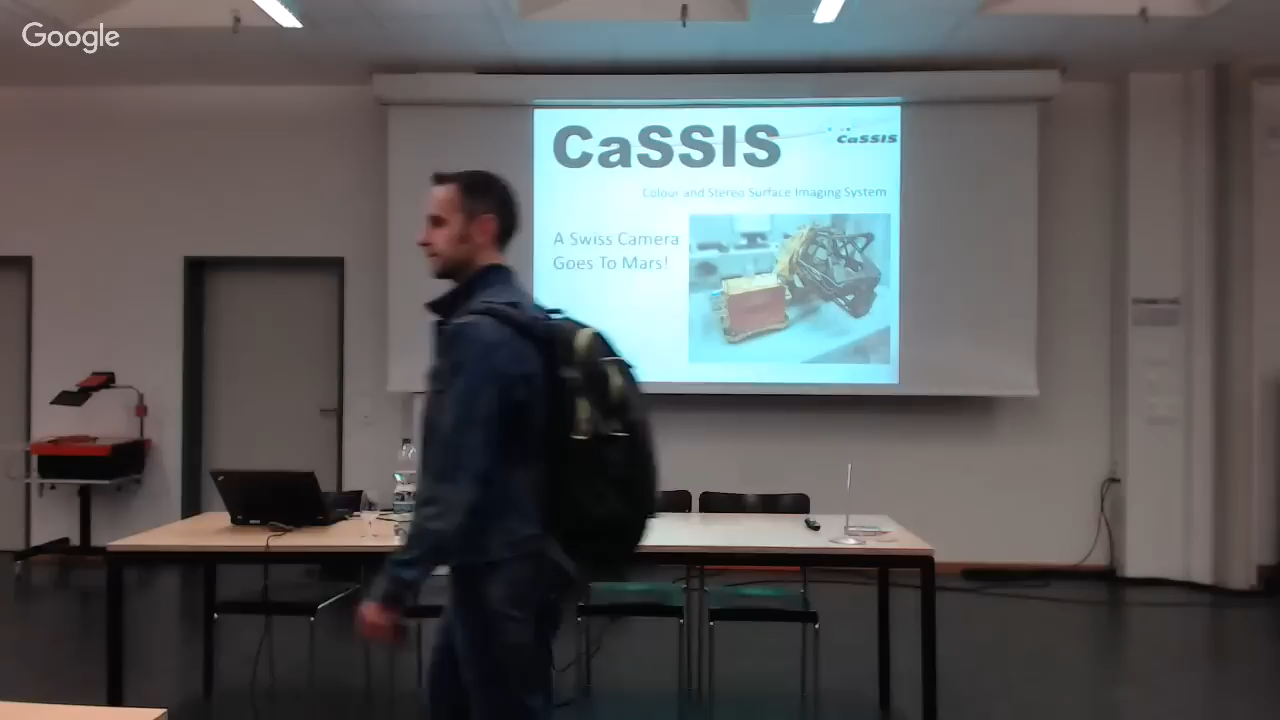 Google
CaSSIS
CaSSIS
Colour and Stereo Surface Imaging System
A Swiss Camera
Goes To Mars!